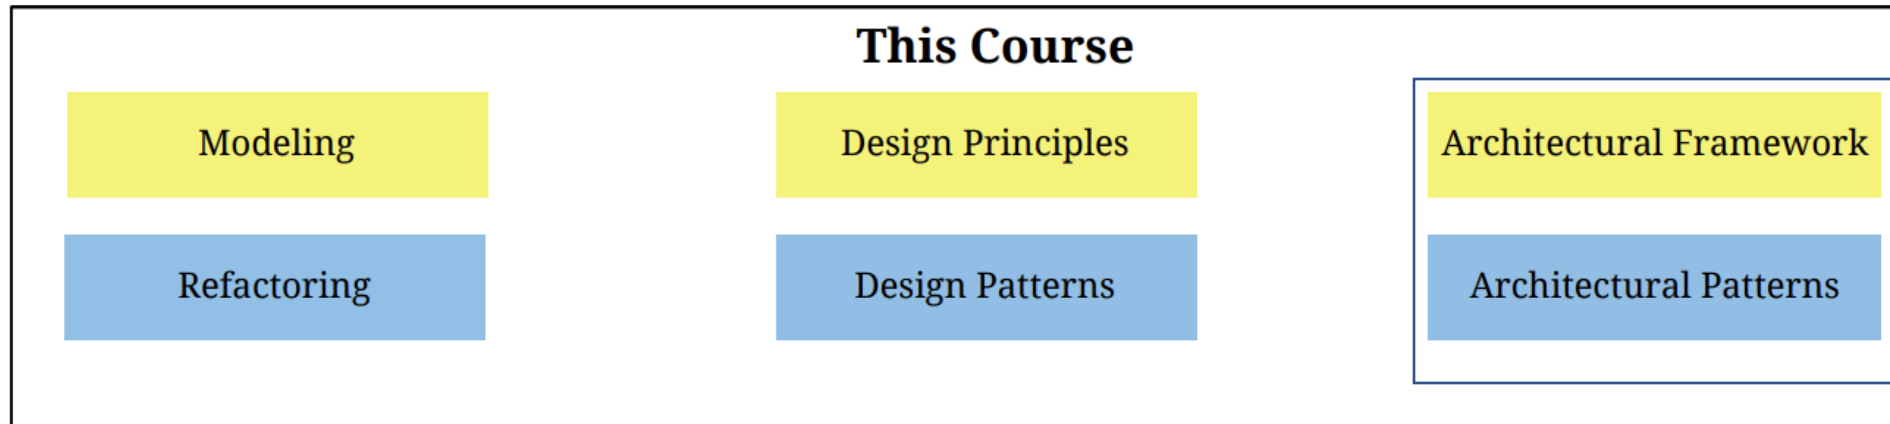 This Course
Modeling
Design Principles
Architectural Framework
Refactoring
Design Patterns
Architectural Patterns